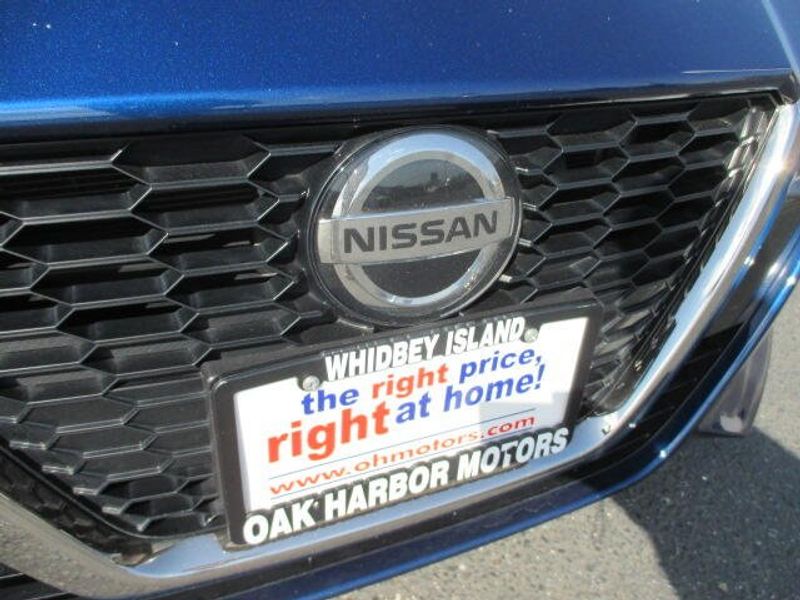 NISSAN
WHIDBEY ISLAND
the right price,
right at home!
www.ohmotors.com
OAK HARBOR MOTORS